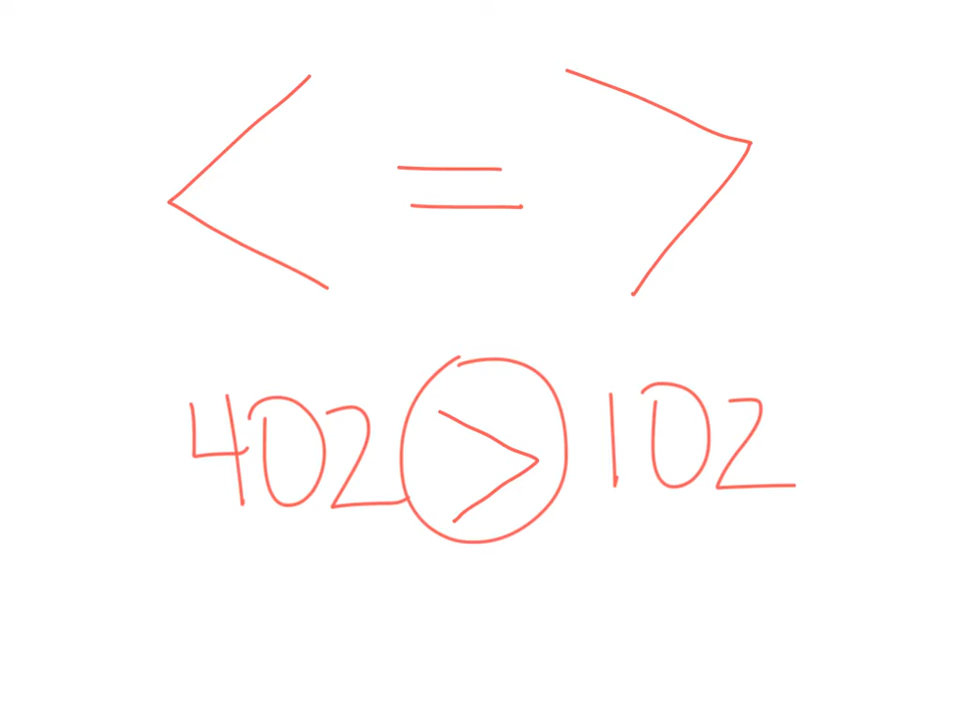 < = >
402 > 102